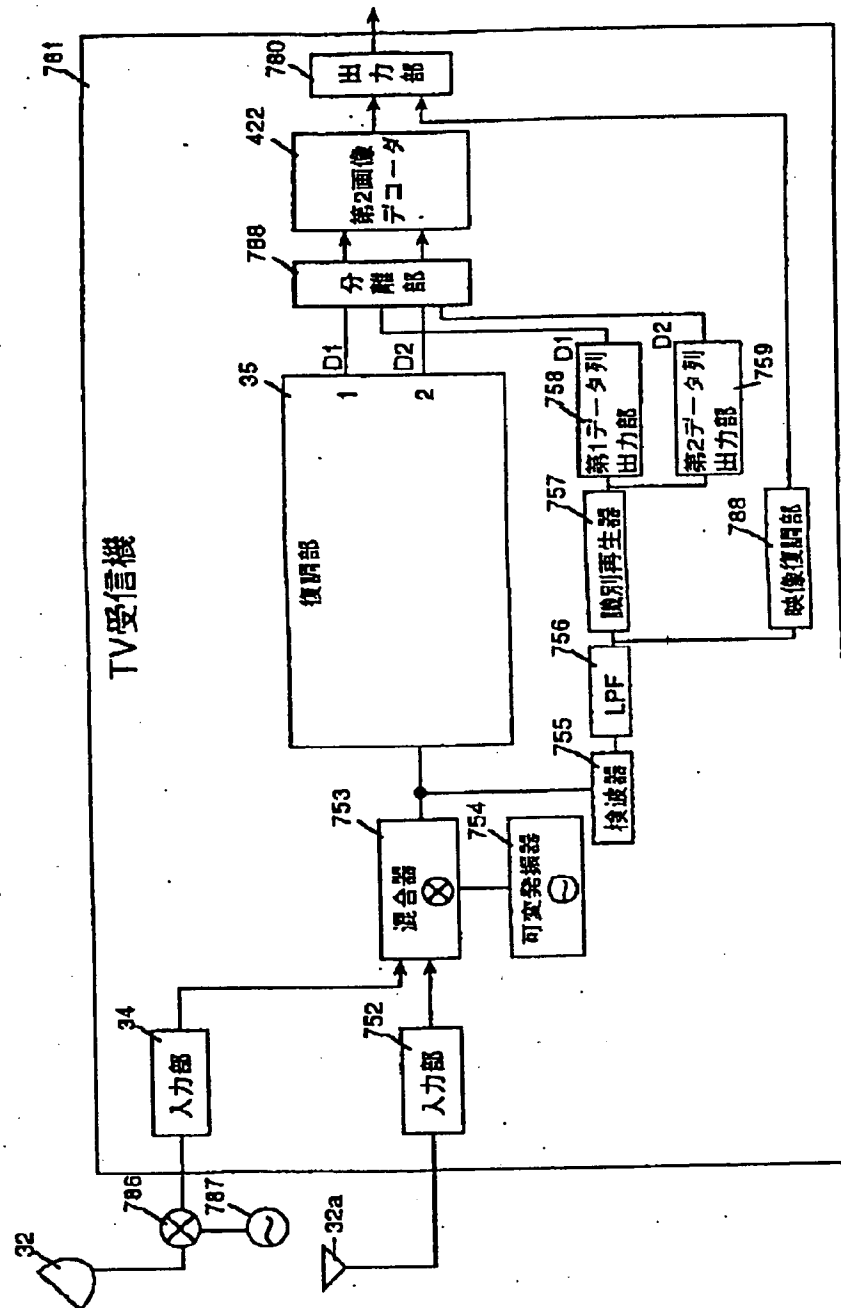 TV受信機
781
32
786
787
32a
34
入力部
752
入力部
753
混合器
754
可変発振器
35
復調部
1
2
D1
D2
755
検波器
756
LPF
757
識別再生器
758
第1データ列
出力部
D1
759
第2データ列
出力部
D2
788
映像復調部
788
分離部
422
第2画像
デコーダ
780
出力部